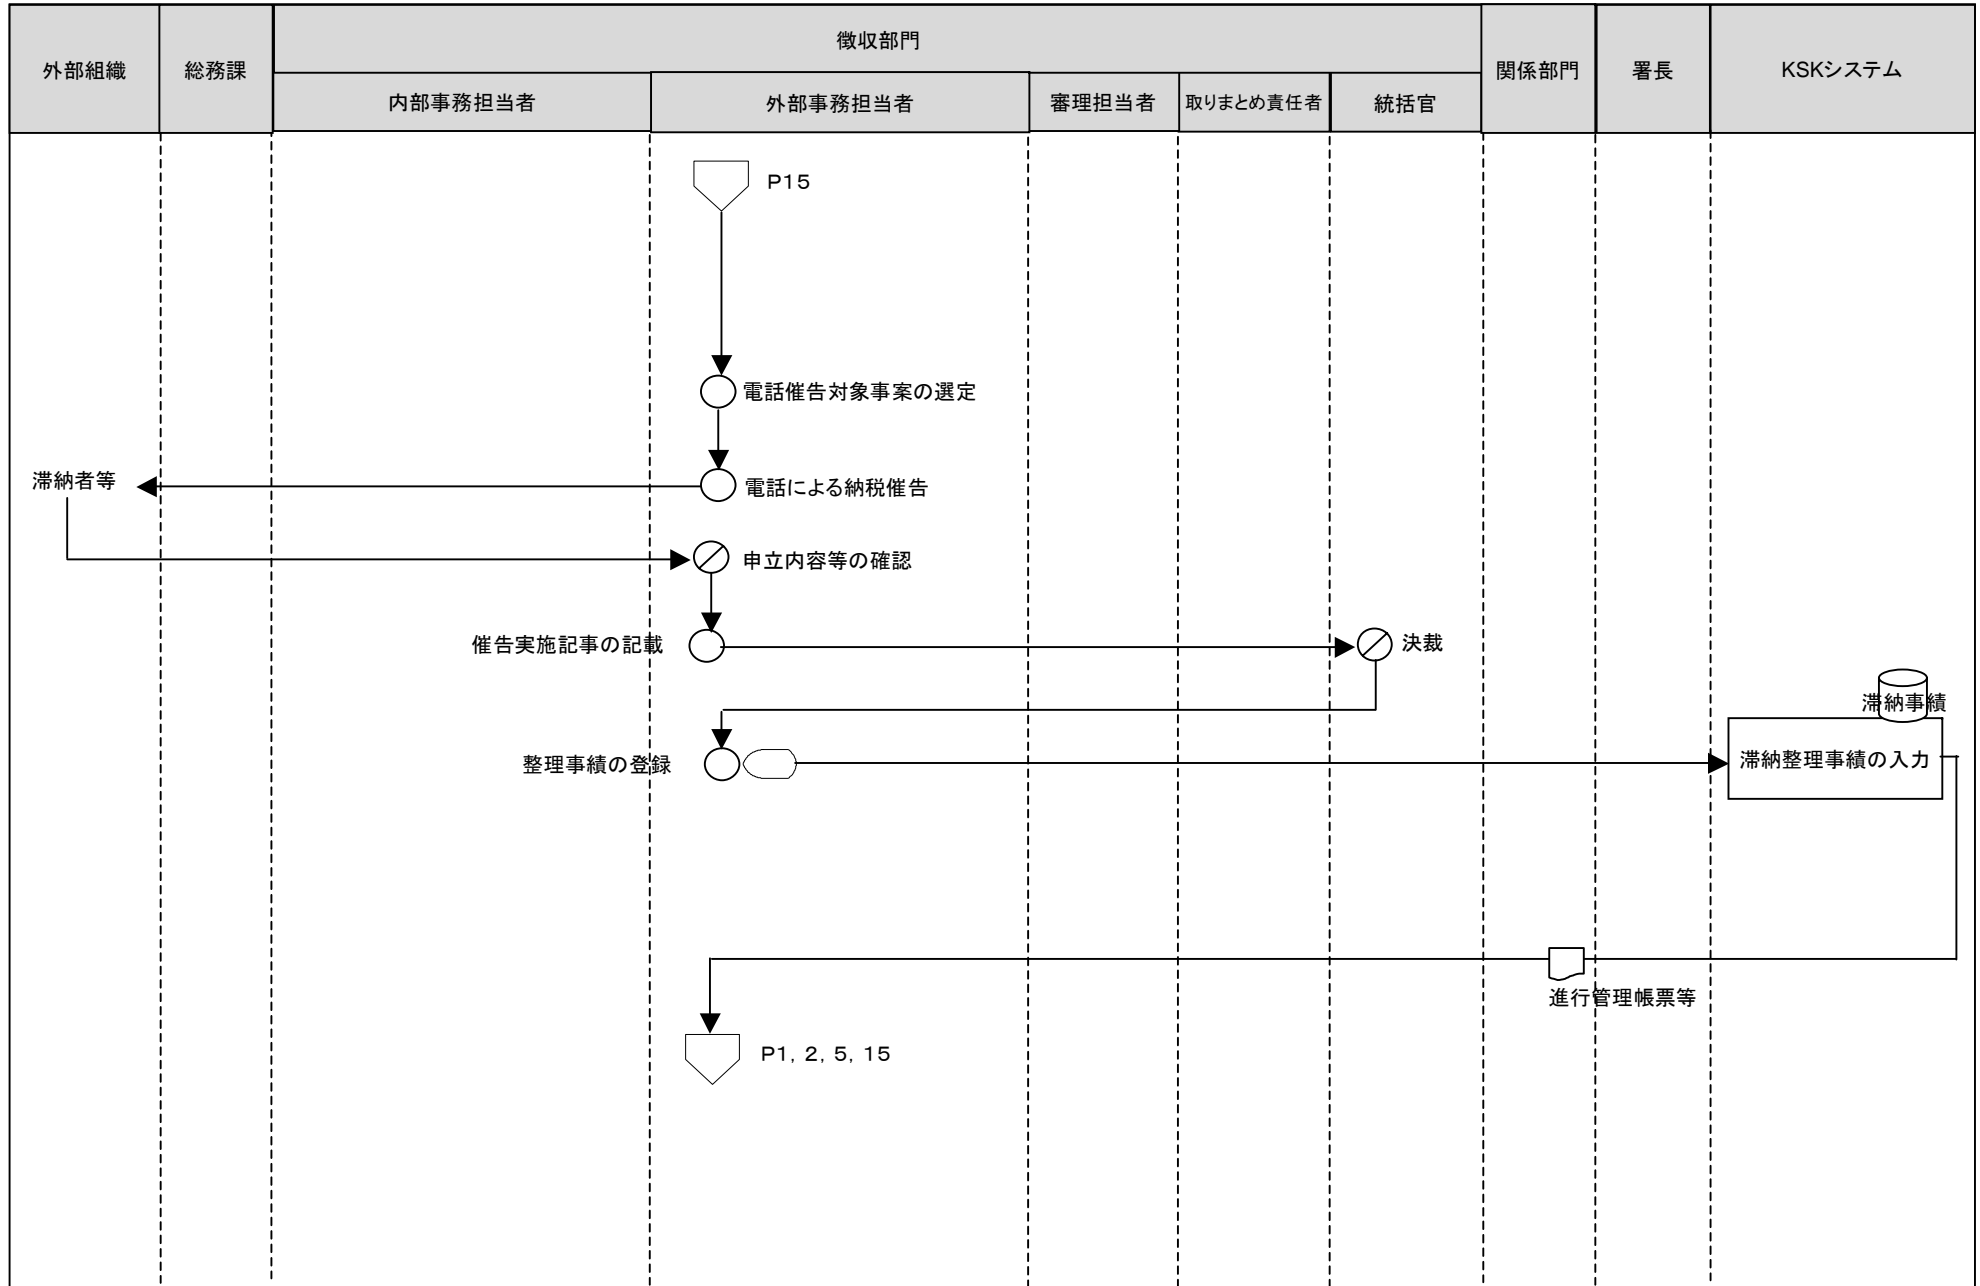 徴収部門
外部組織
総務課
関係部門
署長
KSKシステム
内部事務担当者
外部事務担当者
審理担当者
取りまとめ責任者
統括官
P15
電話催告対象事案の選定
滞納者等
電話による納税催告
申立内容等の確認
催告実施記事の記載
決裁
滞納事績
整理事績の登録
滞納整理事績の入力
進行管理帳票等
P1, 2, 5, 15